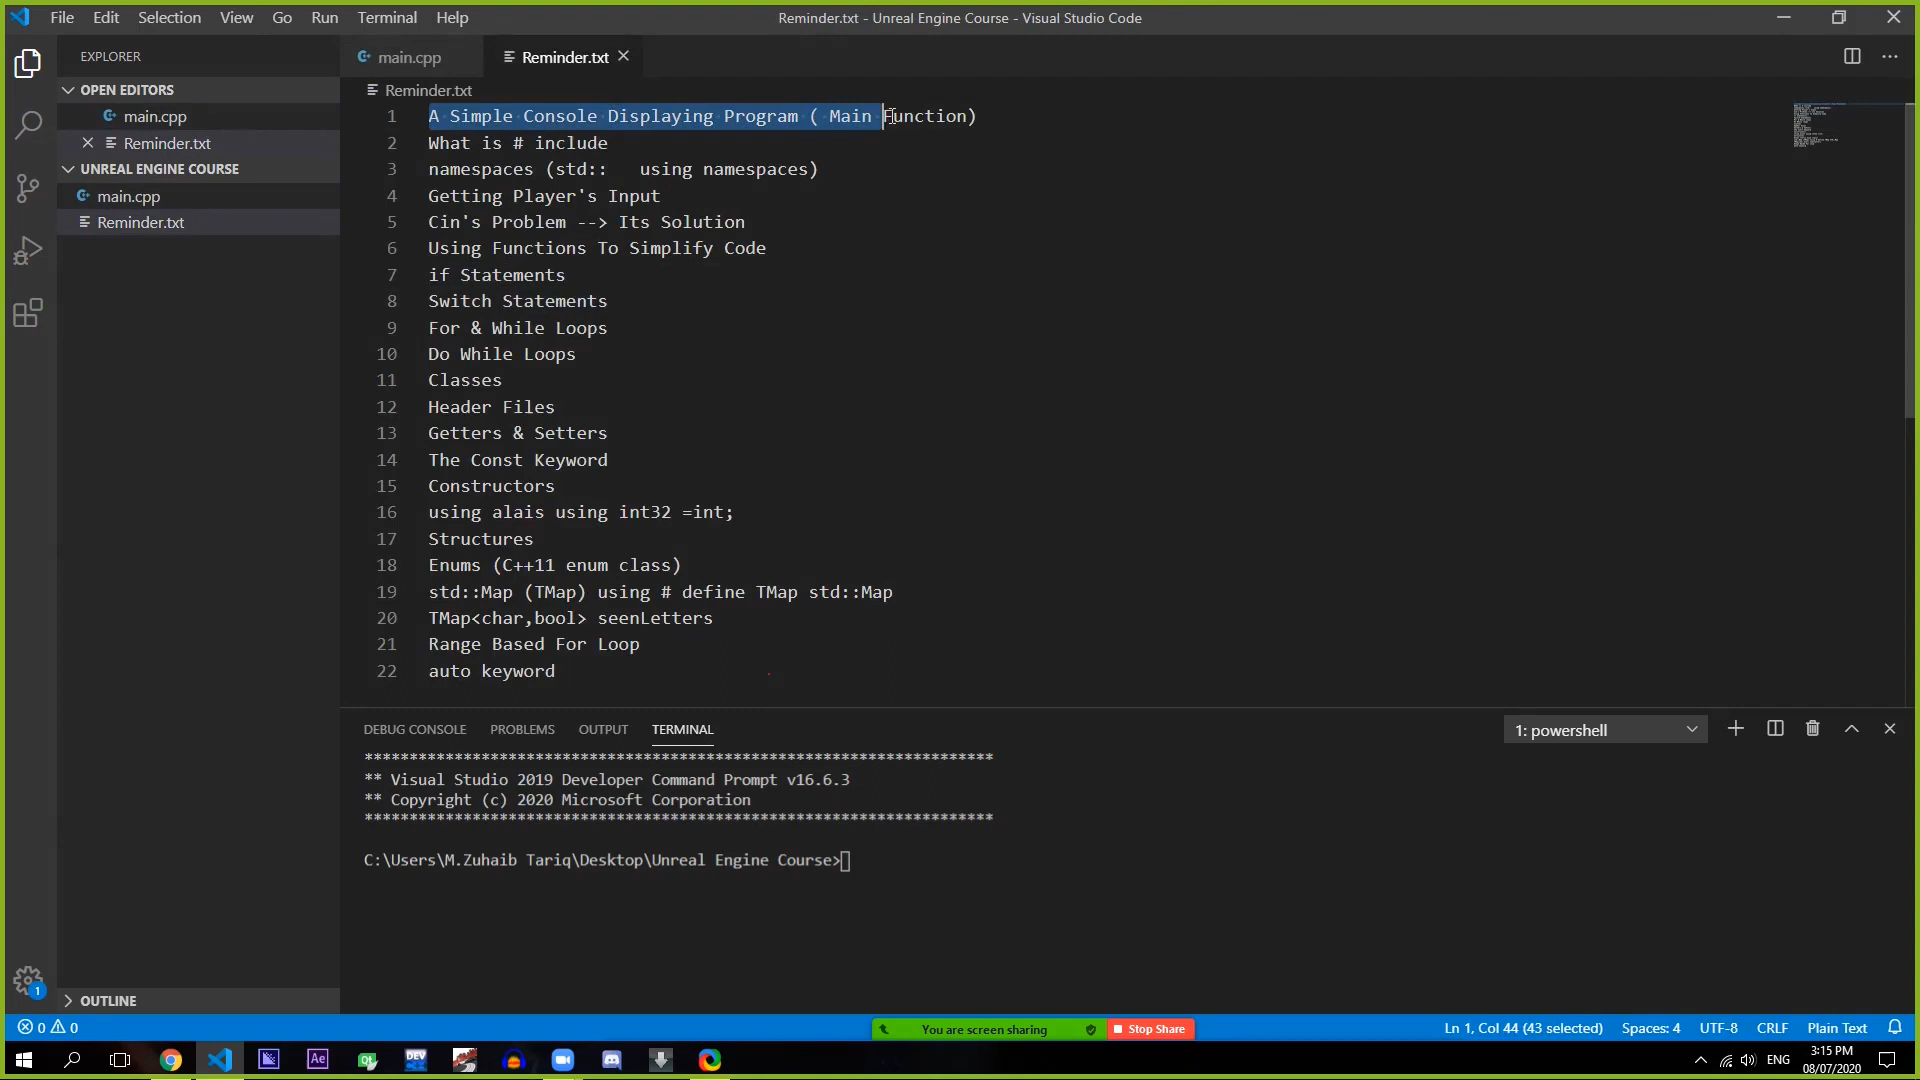 File Edit Selection View Go Run Terminal Help
Reminder.txt - Unreal Engine Course - Visual Studio Code
EXPLORER
OPEN EDITORS
main.cpp
Reminder.txt
UNREAL ENGINE COURSE
main.cpp
Reminder.txt
OUTLINE
main.cpp Reminder.txt
Reminder.txt
1 A Simple Console Displaying Program ( Main Function)
2 What is # include
3 namespaces (std::   using namespaces)
4 Getting Player's Input
5 Cin's Problem --> Its Solution
6 Using Functions To Simplify Code
7 if Statements
8 Switch Statements
9 For & While Loops
10 Do While Loops
11 Classes
12 Header Files
13 Getters & Setters
14 The Const Keyword
15 Constructors
16 using alais using int32 =int;
17 Structures
18 Enums (C++11 enum class)
19 std::Map (TMap) using # define TMap std::Map
20 TMap<char,bool> seenLetters
21 Range Based For Loop
22 auto keyword
DEBUG CONSOLE PROBLEMS OUTPUT TERMINAL
1: powershell
**********************************************************************
** Visual Studio 2019 Developer Command Prompt v16.6.3
** Copyright (c) 2020 Microsoft Corporation
**********************************************************************
C:\Users\M.Zuhaib Tariq\Desktop\Unreal Engine Course>
1
0 0
You are screen sharing Stop Share
Ln 1, Col 44 (43 selected) Spaces: 4 UTF-8 CRLF Plain Text
Ae
Qt
DEV
ENG
3:15 PM
08/07/2020